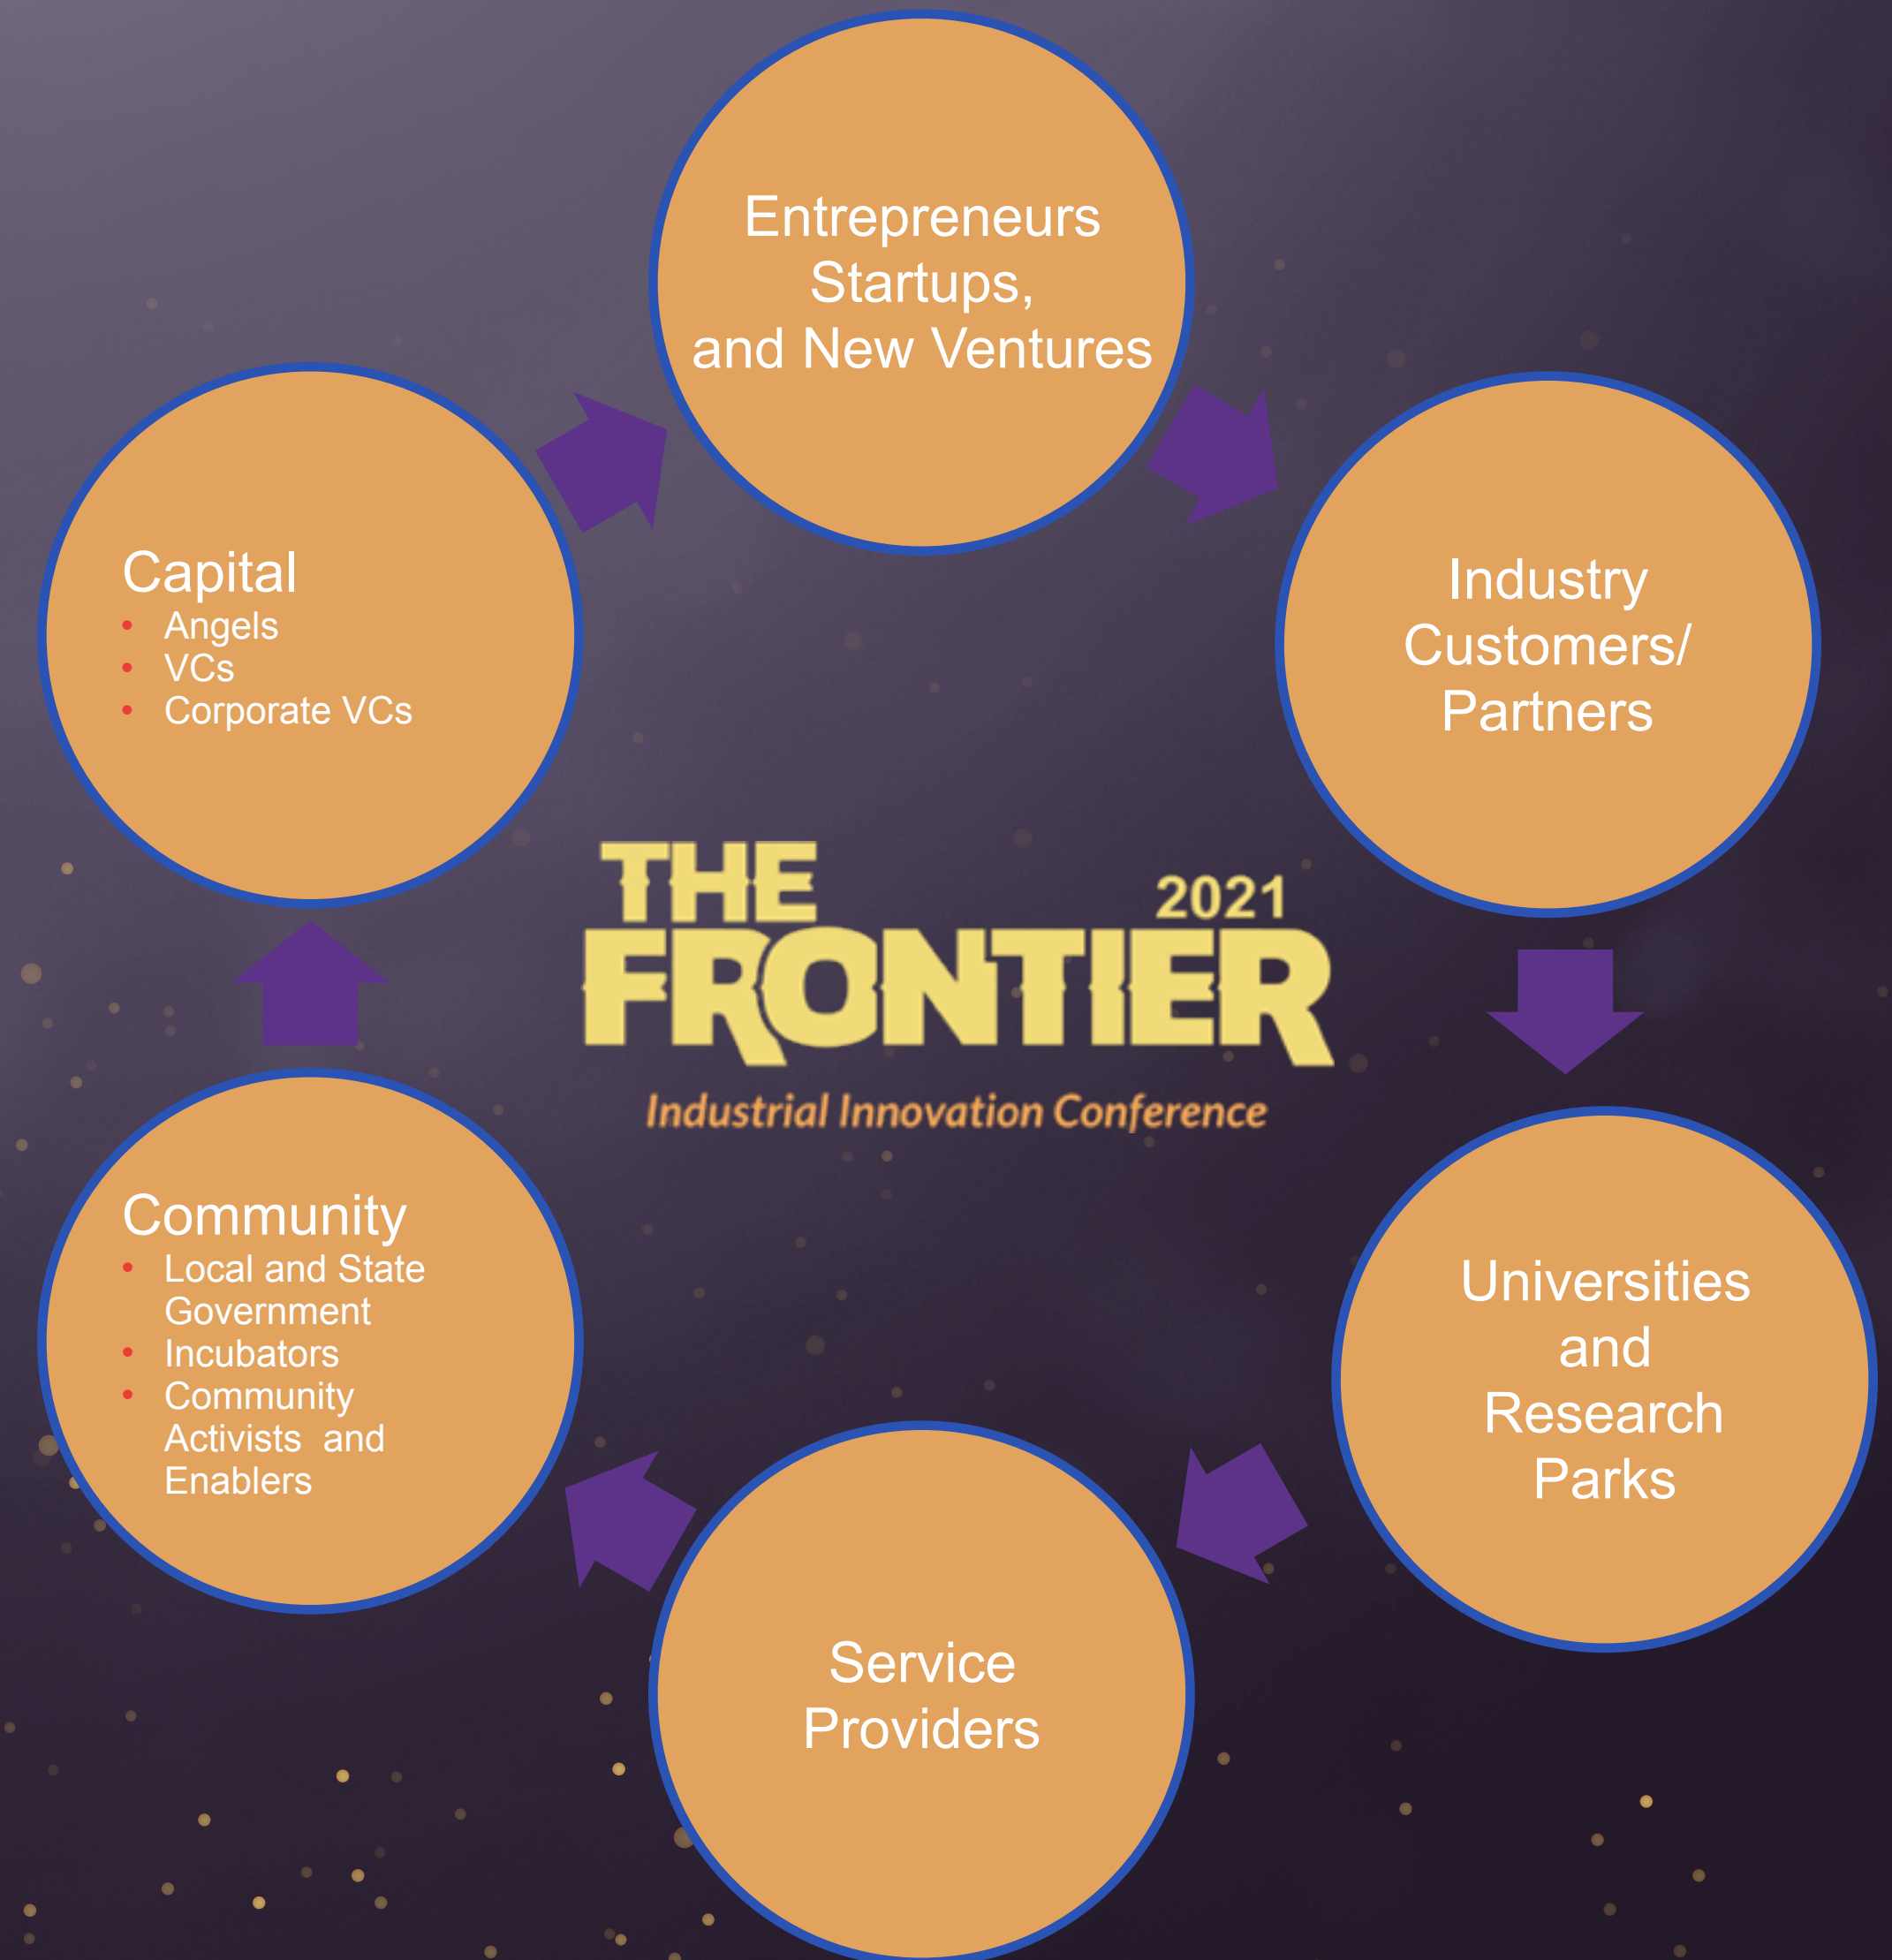 Entrepreneurs
Startups,
and New Ventures
Industry
Customers/
Partners
Universities
and
Research
Parks
Service
Providers
Community
• Local and State
Government
• Incubators
• Community
Activists and
Enablers
Capital
• Angels
• VCs
• Corporate VCs
THE
2021
FRONTIER
Industrial Innovation Conference